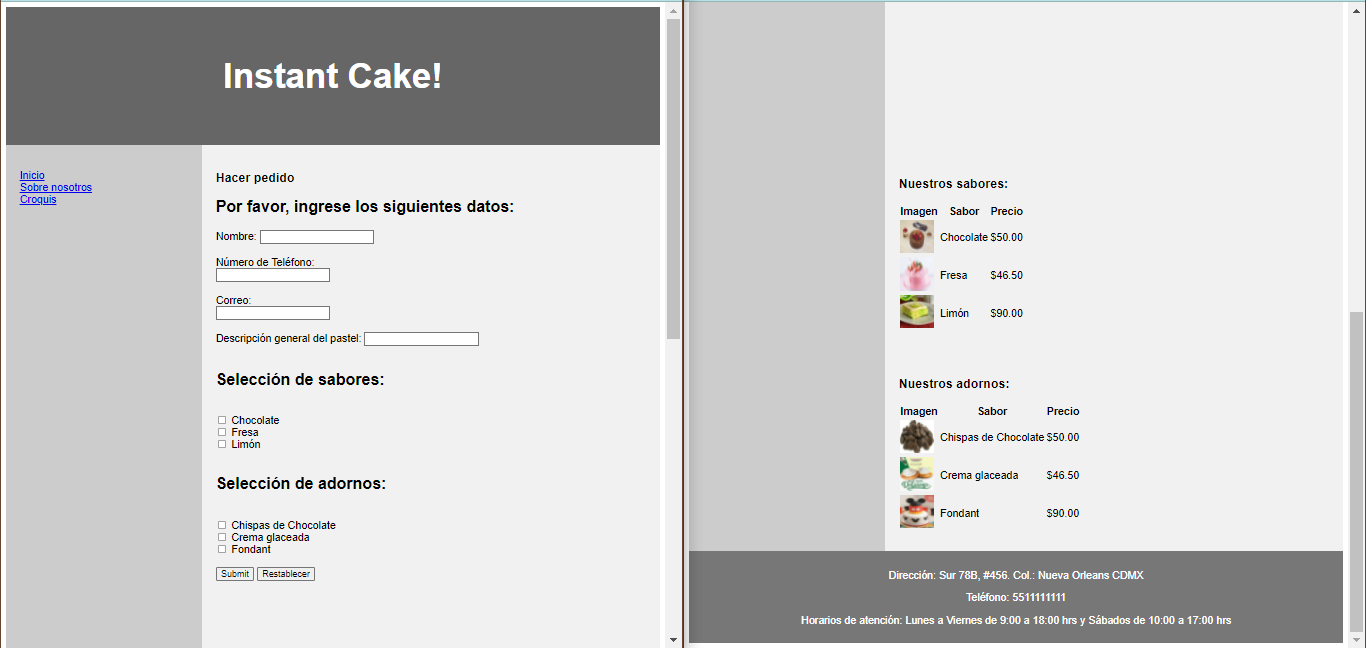 Instant Cake!
Inicio
Sobre nosotros
Croquis
Hacer pedido
Por favor, ingrese los siguientes datos:
Nombre:
Número de Teléfono:
Correo:
Descripción general del pastel:
Selección de sabores:
Chocolate
Fresa
Limón
Selección de adornos:
Chispas de Chocolate
Crema glaceada
Fondant
Submit Restablecer
Nuestros sabores:
Imagen Sabor Precio
Chocolate $50.00
Fresa $46.50
Limón $90.00
Nuestros adornos:
Imagen Sabor Precio
Chispas de Chocolate $50.00
Crema glaceada $46.50
Fondant $90.00
Dirección: Sur 78B, #456. Col.: Nueva Orleans CDMX
Teléfono: 5511111111
Horarios de atención: Lunes a Viernes de 9:00 a 18:00 hrs y Sábados de 10:00 a 17:00 hrs